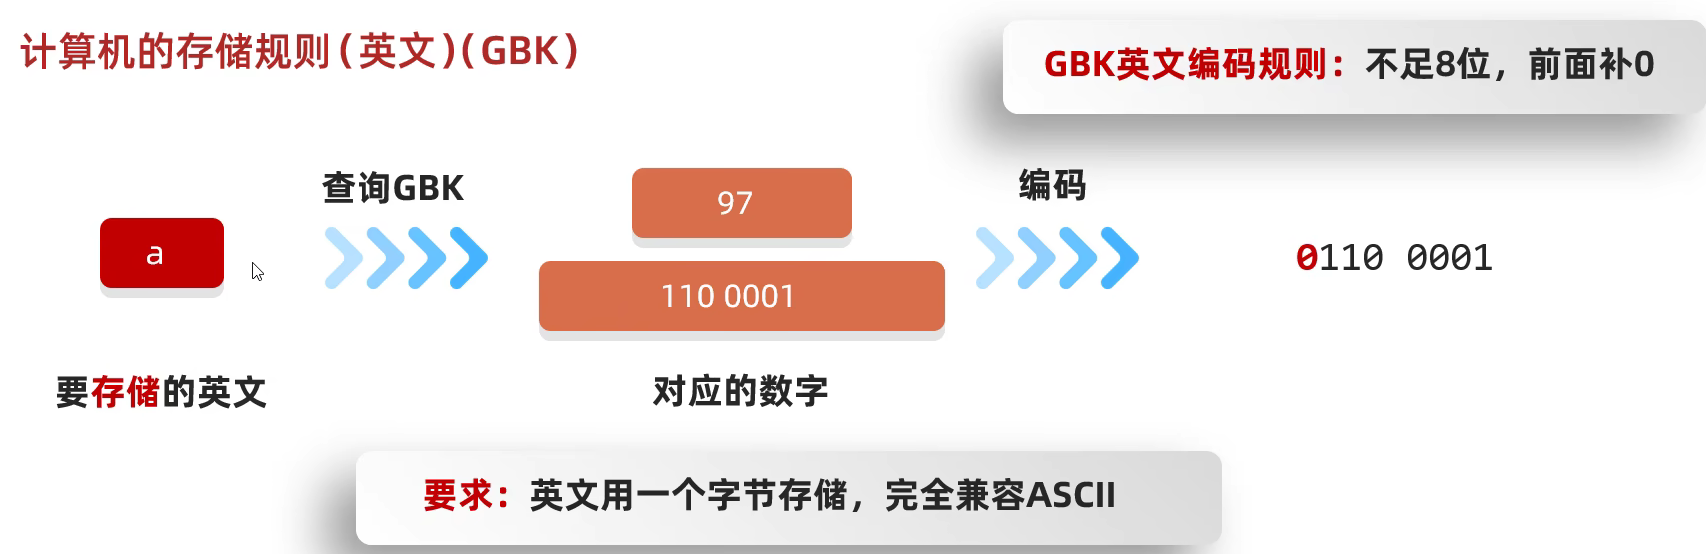 计算机的存储规则(英文)(GBK)
GBK英文编码规则：不足8位，前面补0
查询GBK
97
编码
a
110 0001
0110 0001
要存储的英文
对应的数字
要求：英文用一个字节存储，完全兼容ASCII